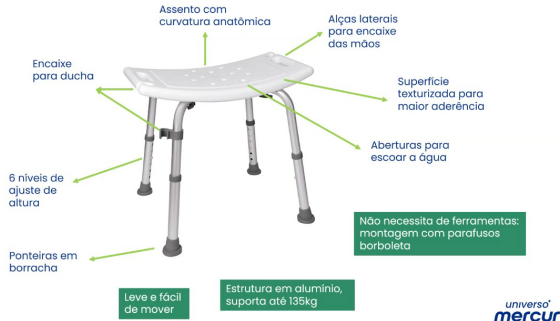 Assento com
curvatura anatômica
Alças laterais
para encaixe
das mãos
Encaixe
para ducha
Superfície
texturizada para
maior aderência
Aberturas para
escoar a água
6 níveis de
ajuste de
altura
Não necessita de ferramentas:
montagem com parafusos
borboleta
Ponteiras em
borracha
Leve e fácil
de mover
Estrutura em alumínio,
suporta até 135kg
universo
mercur